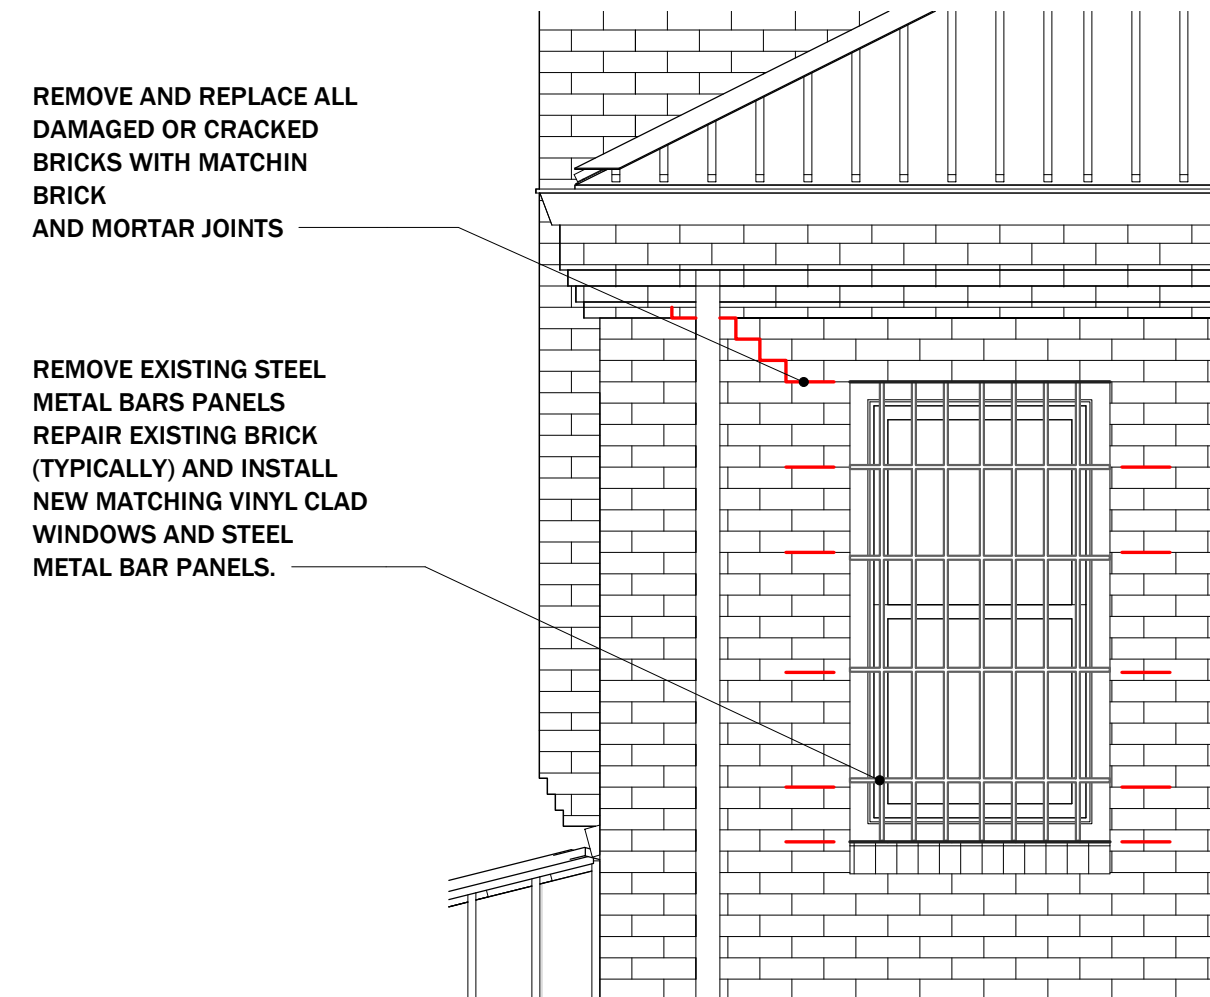 REMOVE AND REPLACE ALL
DAMAGED OR CRACKED
BRICKS WITH MATCHIN
BRICK
AND MORTAR JOINTS
REMOVE EXISTING STEEL
METAL BARS PANELS
REPAIR EXISTING BRICK
(TYPICALLY) AND INSTALL
NEW MATCHING VINYL CLAD
WINDOWS AND STEEL
METAL BAR PANELS.